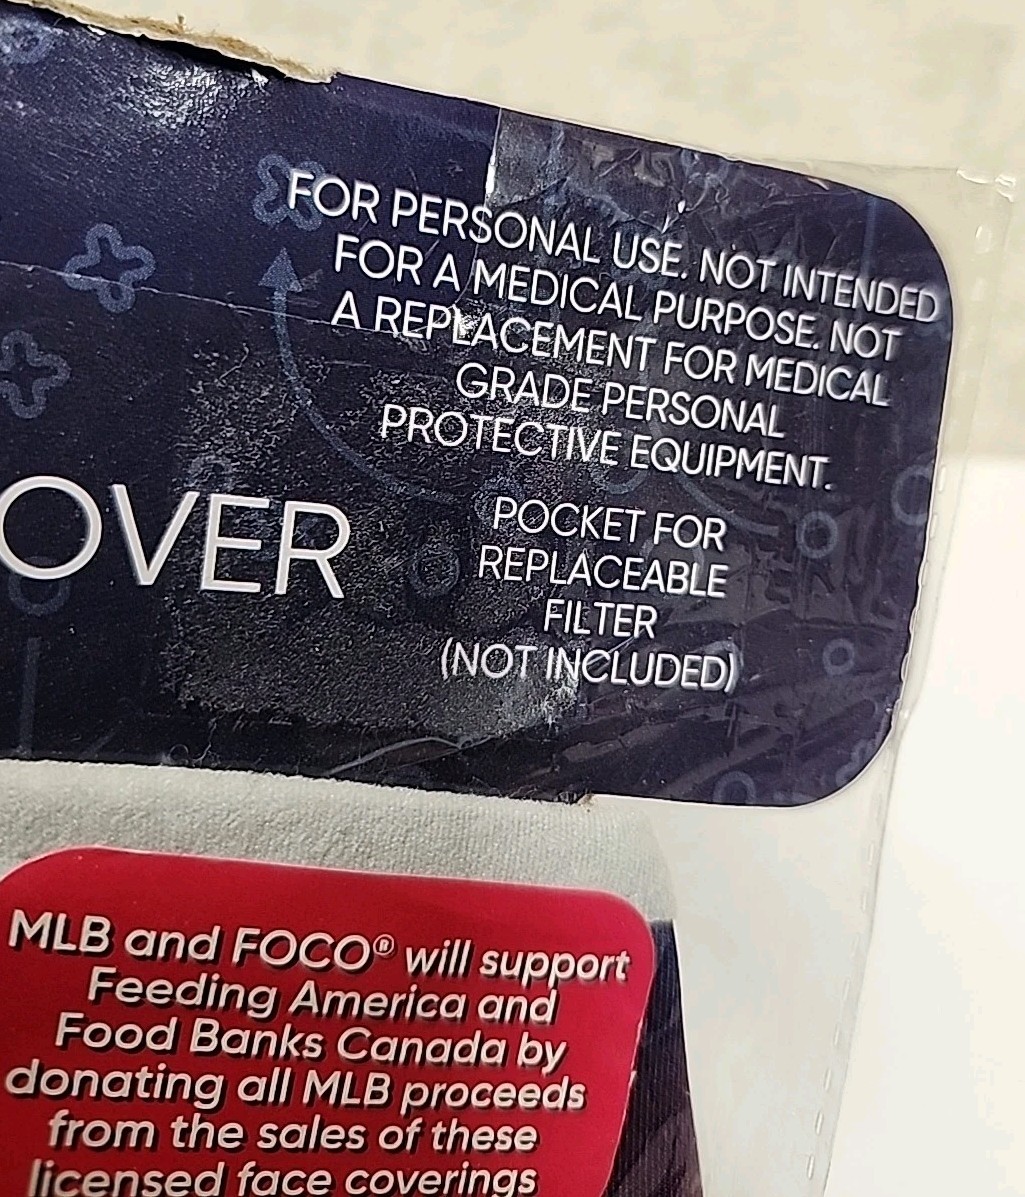 FOR PERSONAL USE. NOT INTENDED
FOR A MEDICAL PURPOSE. NOT
A REPLACEMENT FOR MEDICAL
GRADE PERSONAL
PROTECTIVE EQUIPMENT.
OVER
POCKET FOR
REPLACEABLE
FILTER
(NOT INCLUDED)
MLB and FOCO® will support
Feeding America and
Food Banks Canada by
donating all MLB proceeds
from the sales of these
licensed face coverings